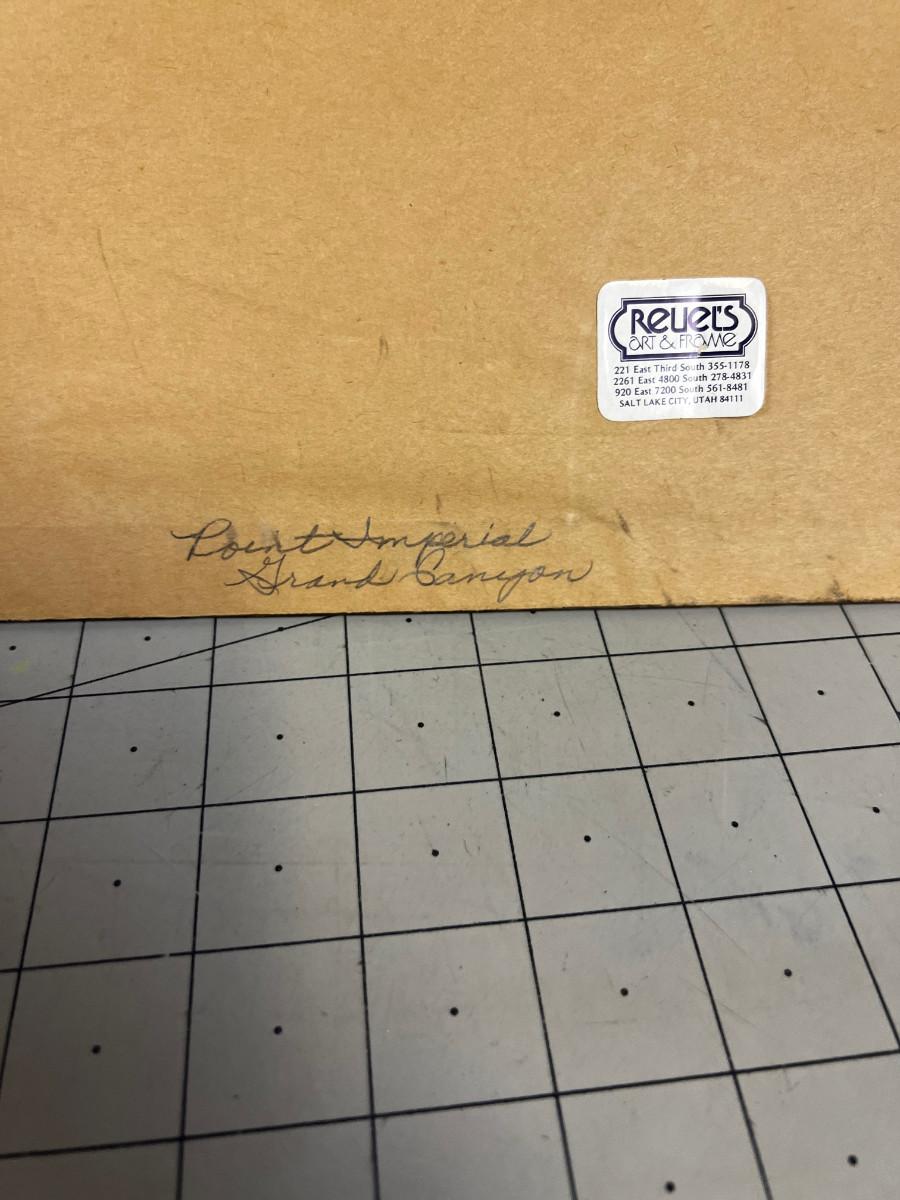 REUEL'S
ART & FRAME
221 East Third South 355-1178
2261 East 4800 South 278-4831
920 East 7200 South 561-8481
SALT LAKE CITY, UTAH 84111
Point Imperial
Grand Canyon